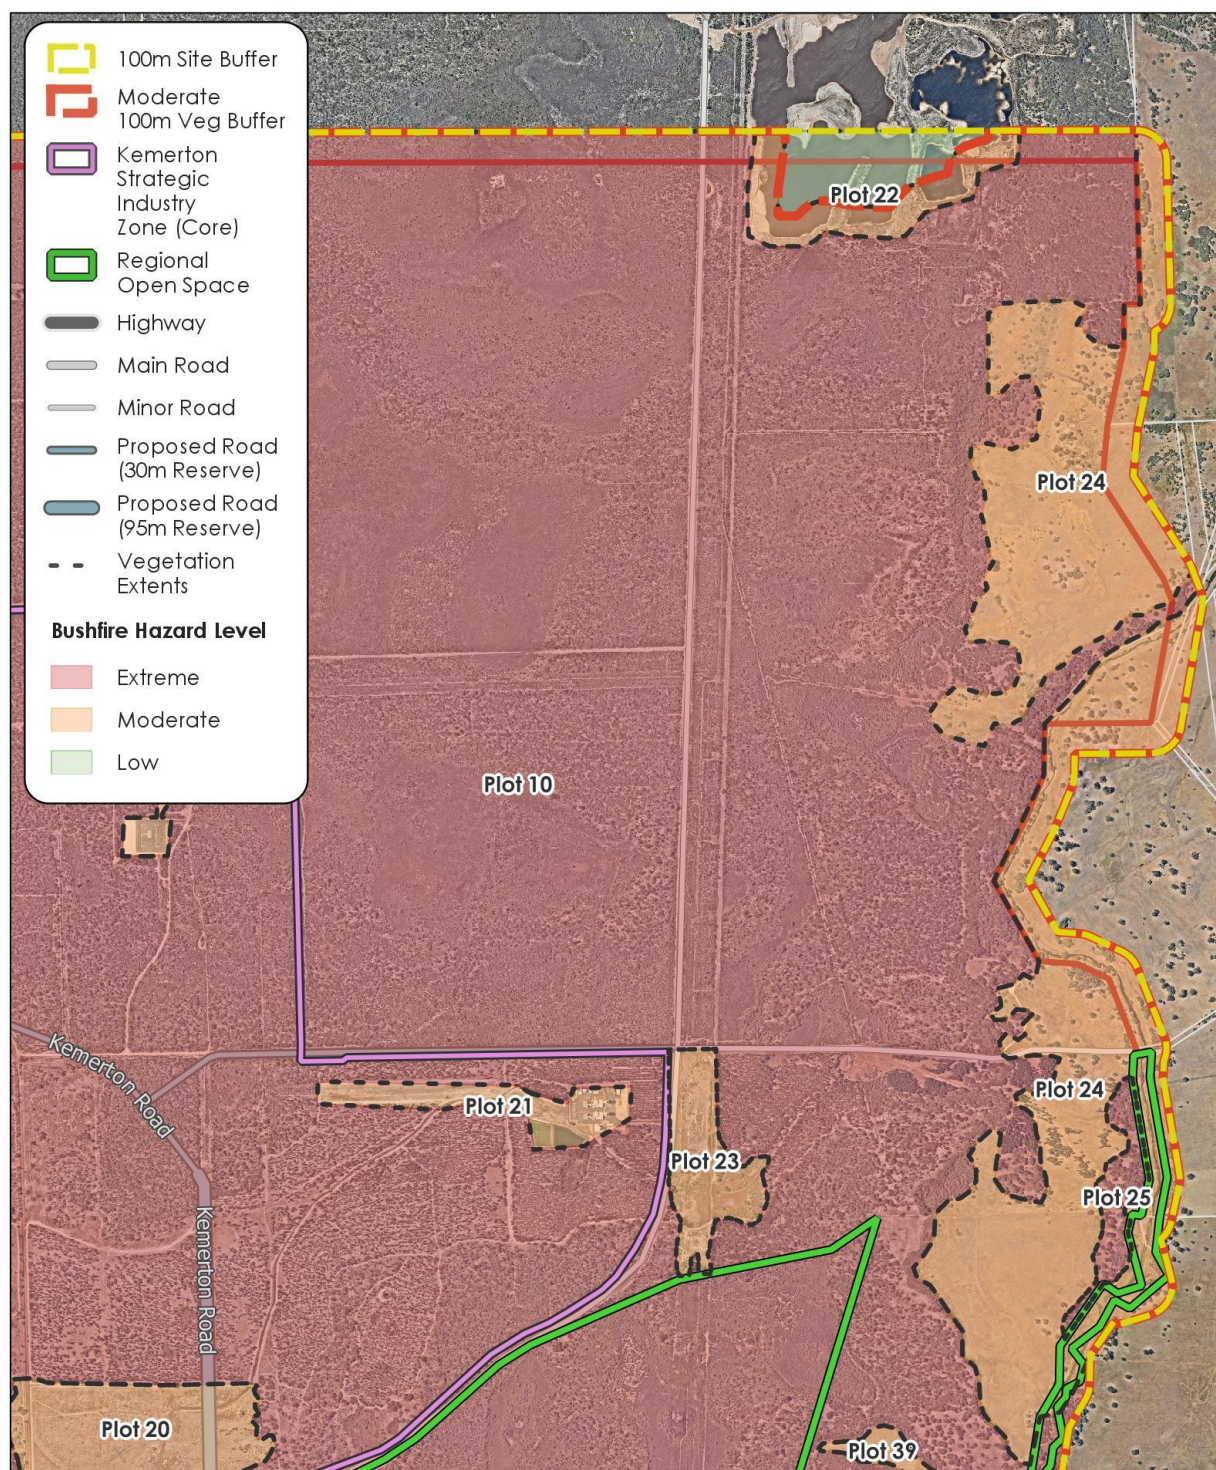 100m Site Buffer
Moderate
100m Veg Buffer
Kemerton
Strategic
Industry
Zone (Core)
Regional
Open Space
Highway
Main Road
Minor Road
Proposed Road
(30m Reserve)
Proposed Road
(95m Reserve)
Vegetation
Extents
Bushfire Hazard Level
Extreme
Moderate
Low
Plot 22
Plot 24
Plot 10
Kemerton Road
Plot 21
Plot 24
Plot 23
Plot 25
Kemerton Road
Plot 20
Plot 39